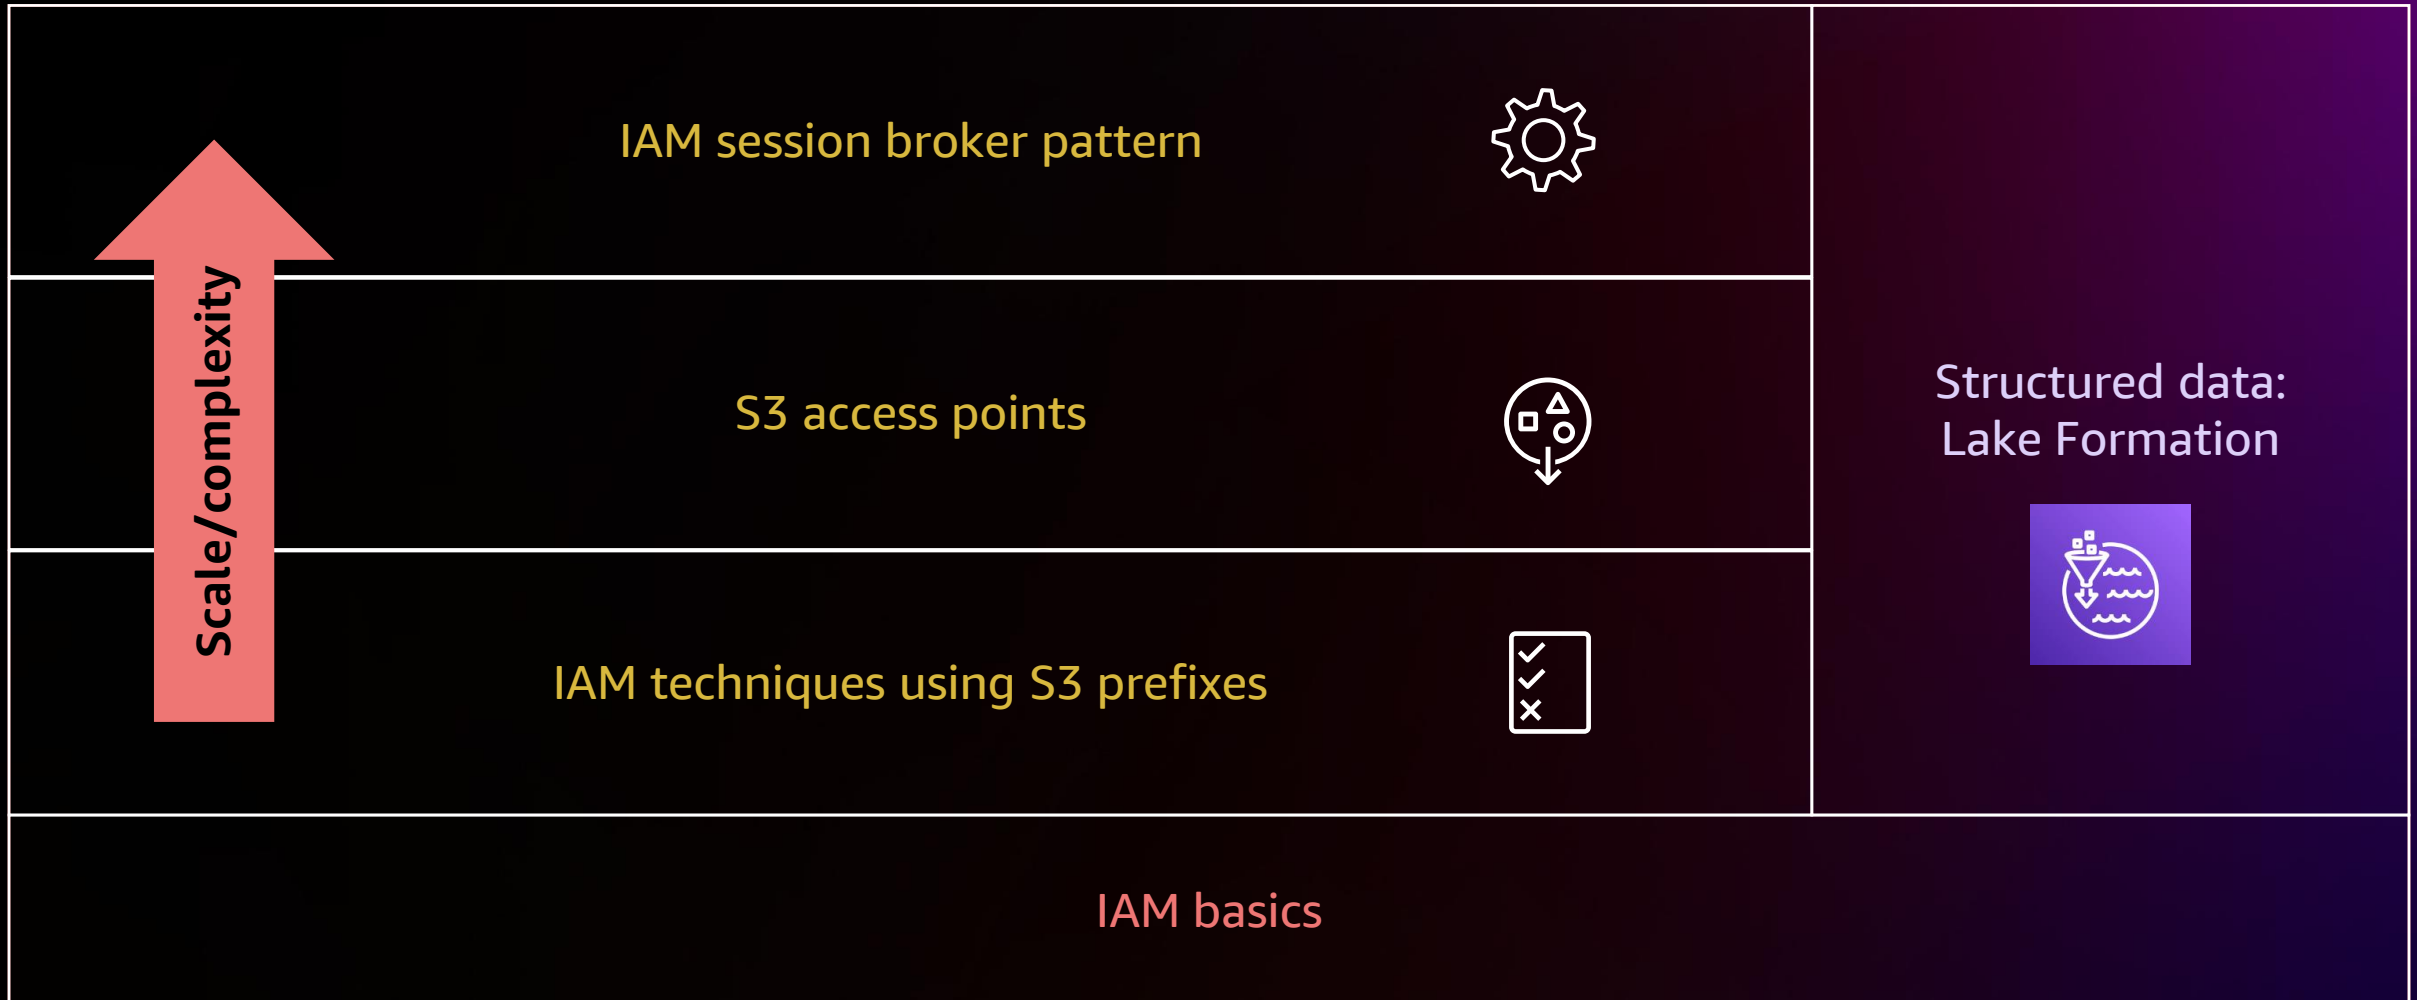 IAM session broker pattern
Scale/complexity
S3 access points
Structured data:
Lake Formation
IAM techniques using S3 prefixes
IAM basics